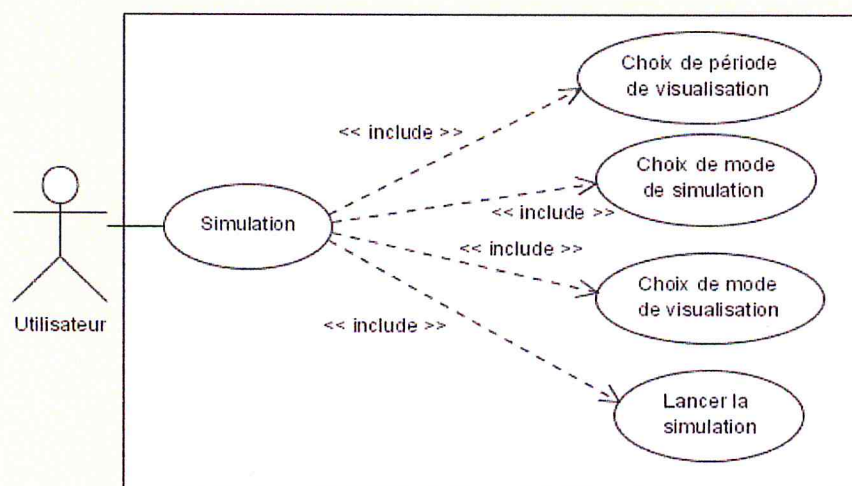 Choix de période
de visualisation
<< include >>
Choix de mode
de simulation
<< include >>
Simulation
<< include >>
Choix de mode
de visualisation
Utilisateur
<< include >>
Lancer la
simulation